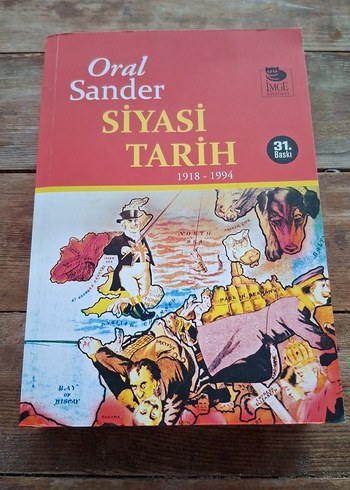 Oral
Sander
SİYASİ
TARİH
1918 - 1994
İMGE
31.
Baskı
NORTH
SEA
BAY
OF
BISCAY